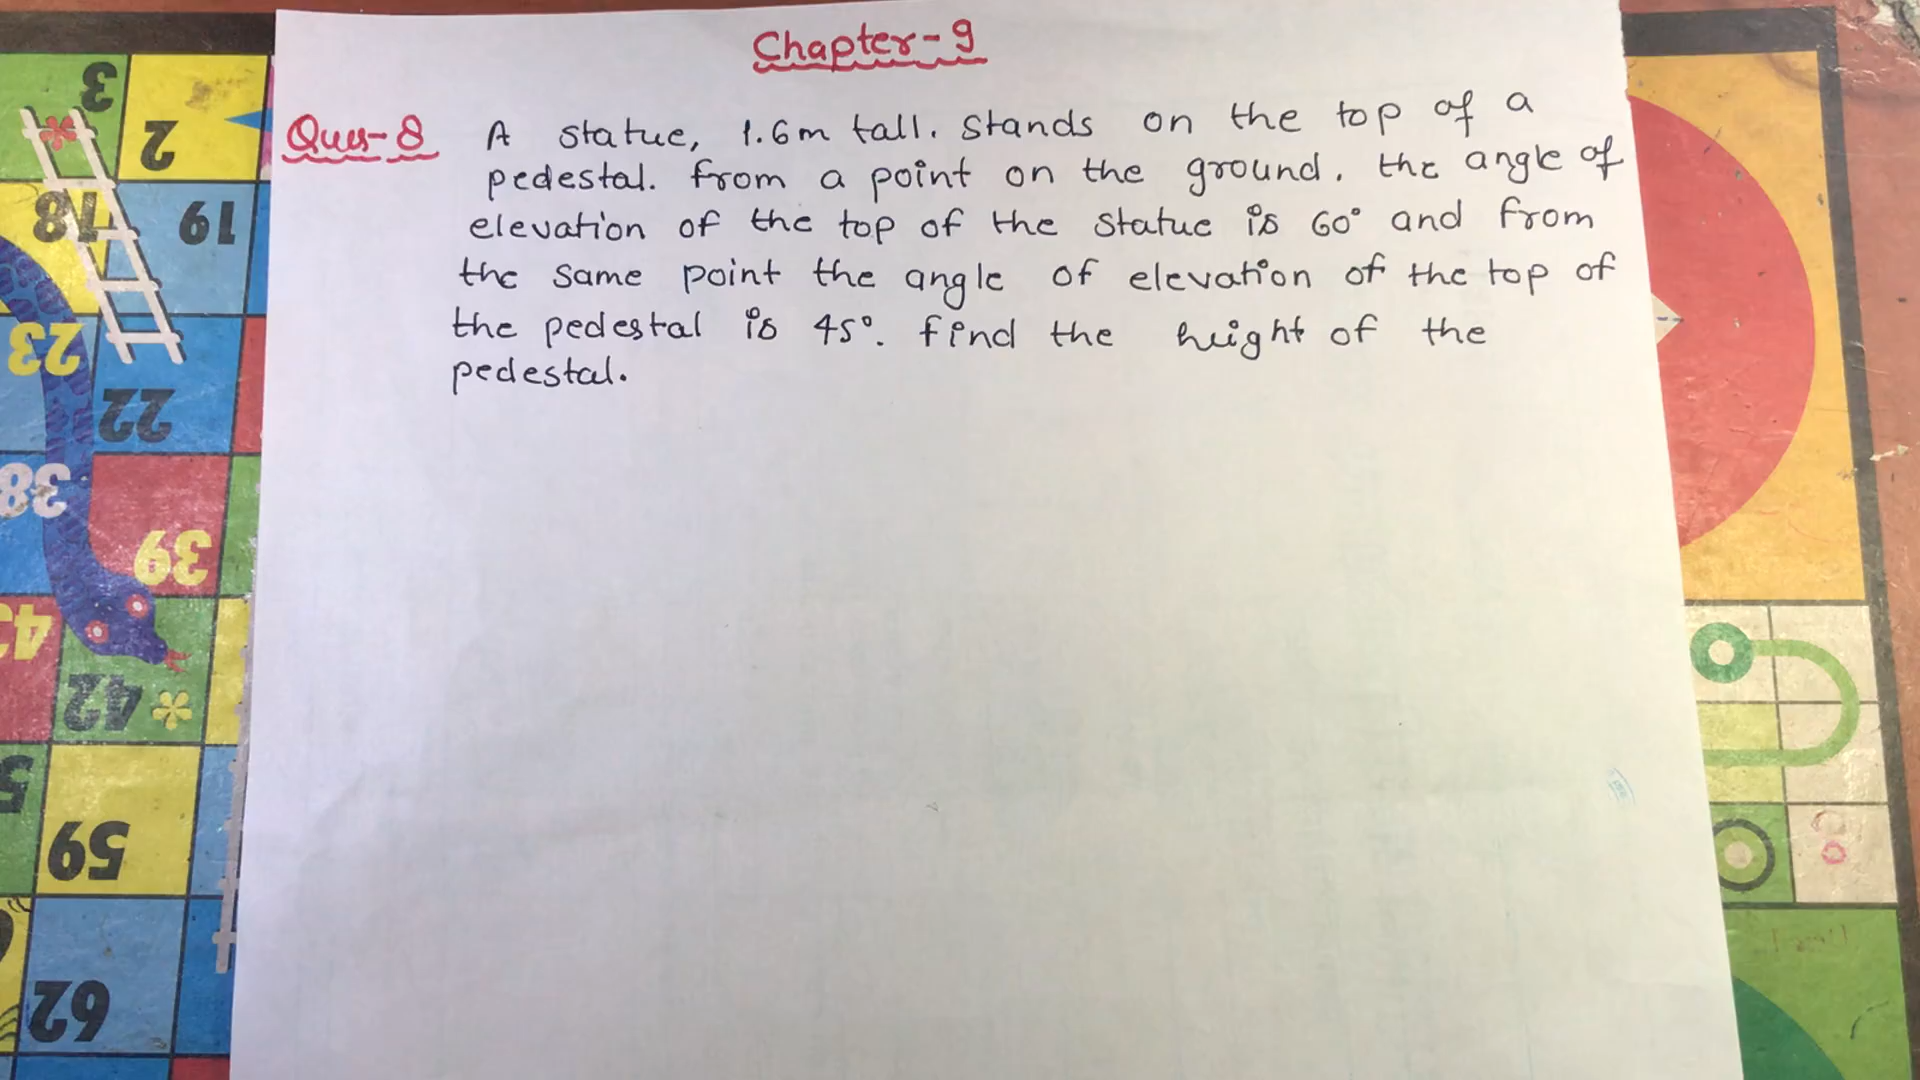 Chapter-9
Ques-8 A statue, 1.6m tall. Stands on the top of a
pedestal. from a point on the ground. the angle of
elevation of the top of the statue is 60° and from
the same point the angle of elevation of the top of
the pedestal is 45°. find the height of the
pedestal.
3
2
18
19
23
22
38
39
42
59
62